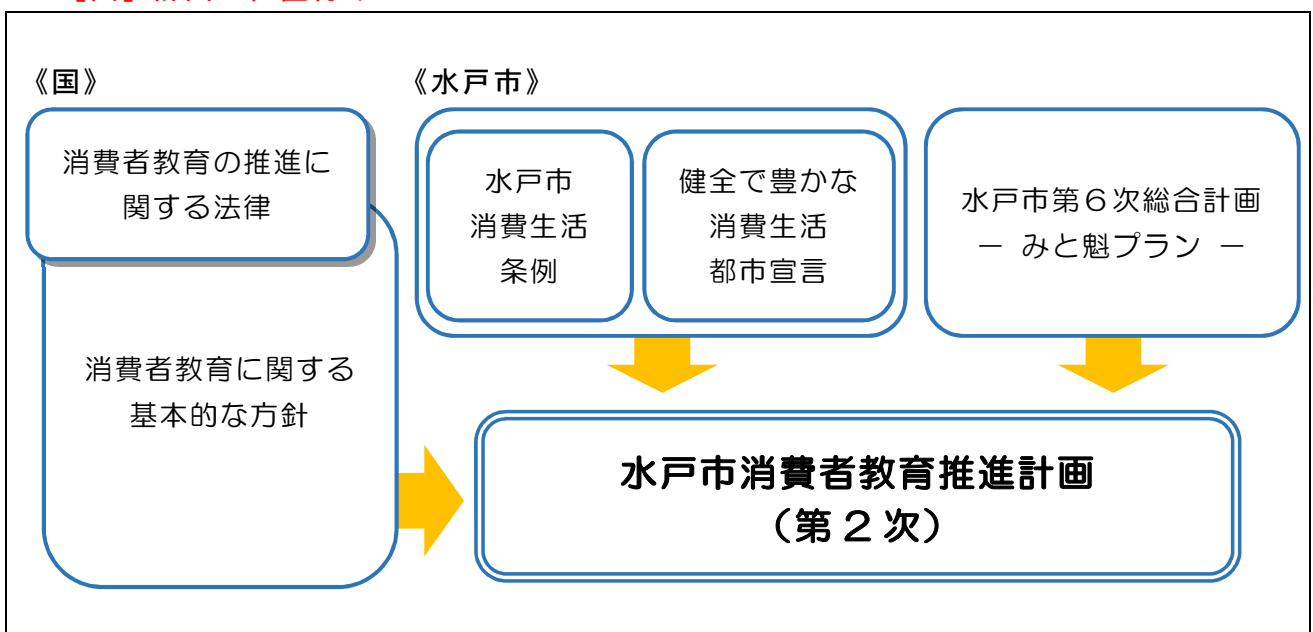 《国》
消費者教育の推進に
関する法律
消費者教育に関する
基本的な方針
《水戸市》
水戸市
消費生活
条例
健全で豊かな
消費生活
都市宣言
水戸市第６次総合計画
－ みと魁プラン －
水戸市消費者教育推進計画
（第２次）